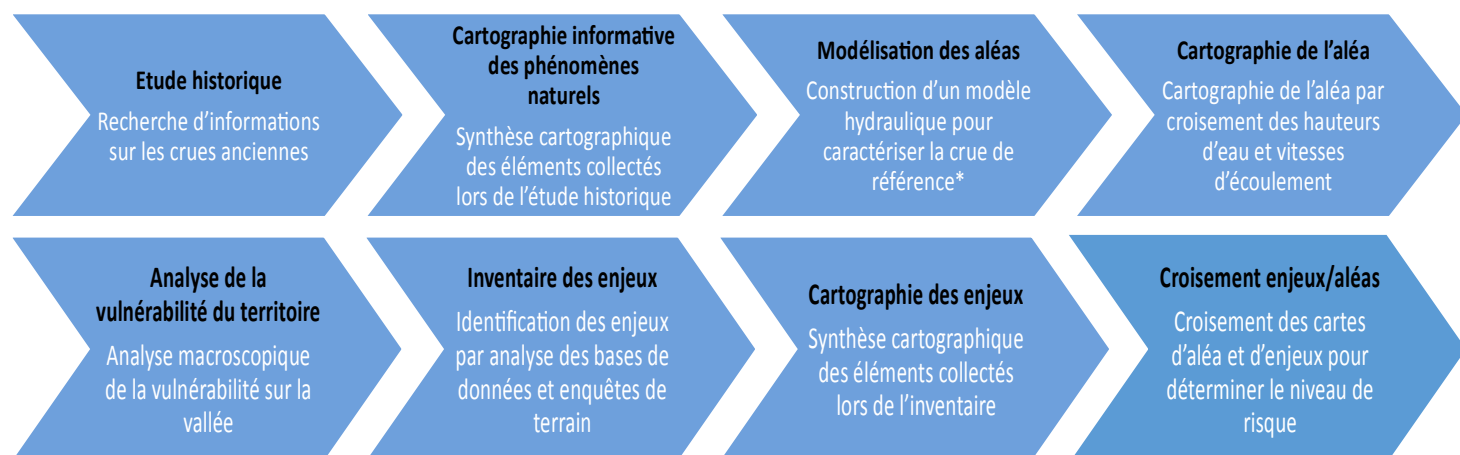 Etude historique
Recherche d’informations
sur les crues anciennes
Cartographie informative
des phénomènes
naturels
Synthèse cartographique
des éléments collectés
lors de l’étude historique
Modélisation des aléas
Construction d’un modèle
hydraulique pour
caractériser la crue de
référence*
Cartographie de l’aléa
Cartographie de l’aléa par
croisement des hauteurs
d’eau et vitesses
d’écoulement
Analyse de la
vulnérabilité du territoire
Analyse macroscopique
de la vulnérabilité sur la
vallée
Inventaire des enjeux
Identification des enjeux
par analyse des bases de
données et enquêtes de
terrain
Cartographie des enjeux
Synthèse cartographique
des éléments collectés
lors de l’inventaire
Croisement enjeux/aléas
Croisement des cartes
d’aléa et d’enjeux pour
déterminer le niveau de
risque